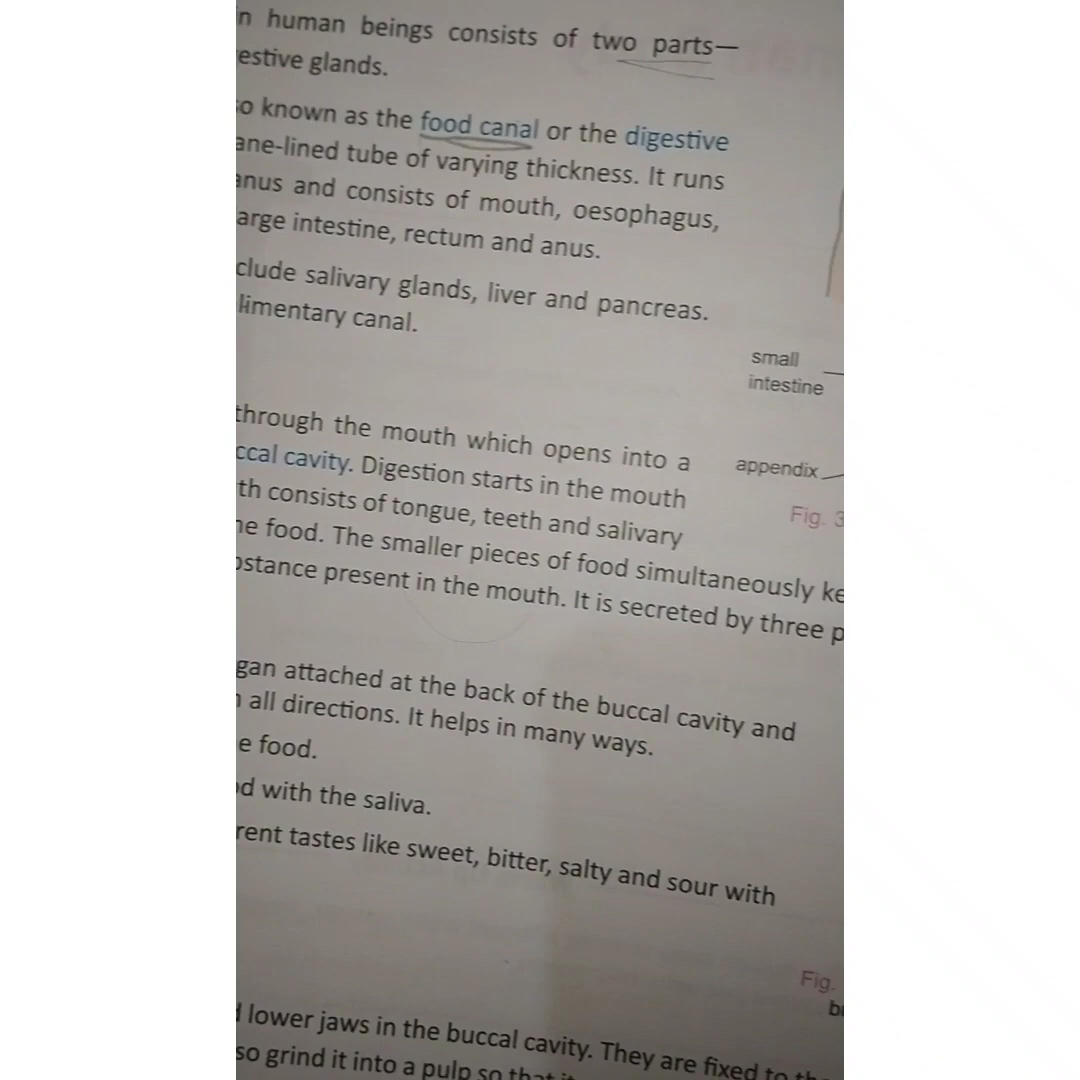 n human beings consists of two parts—
estive glands.
o known as the food canal or the digestive
ane-lined tube of varying thickness. It runs
anus and consists of mouth, oesophagus,
arge intestine, rectum and anus.
clude salivary glands, liver and pancreas.
limentary canal.
small
intestine
through the mouth which opens into a
appendix
ccal cavity. Digestion starts in the mouth
Fig. 3
th consists of tongue, teeth and salivary
he food. The smaller pieces of food simultaneously ke
bstance present in the mouth. It is secreted by three p
gan attached at the back of the buccal cavity and
n all directions. It helps in many ways.
e food.
od with the saliva.
rent tastes like sweet, bitter, salty and sour with
Fig.
b
d lower jaws in the buccal cavity. They are fixed to the
so grind it into a pulp so that it